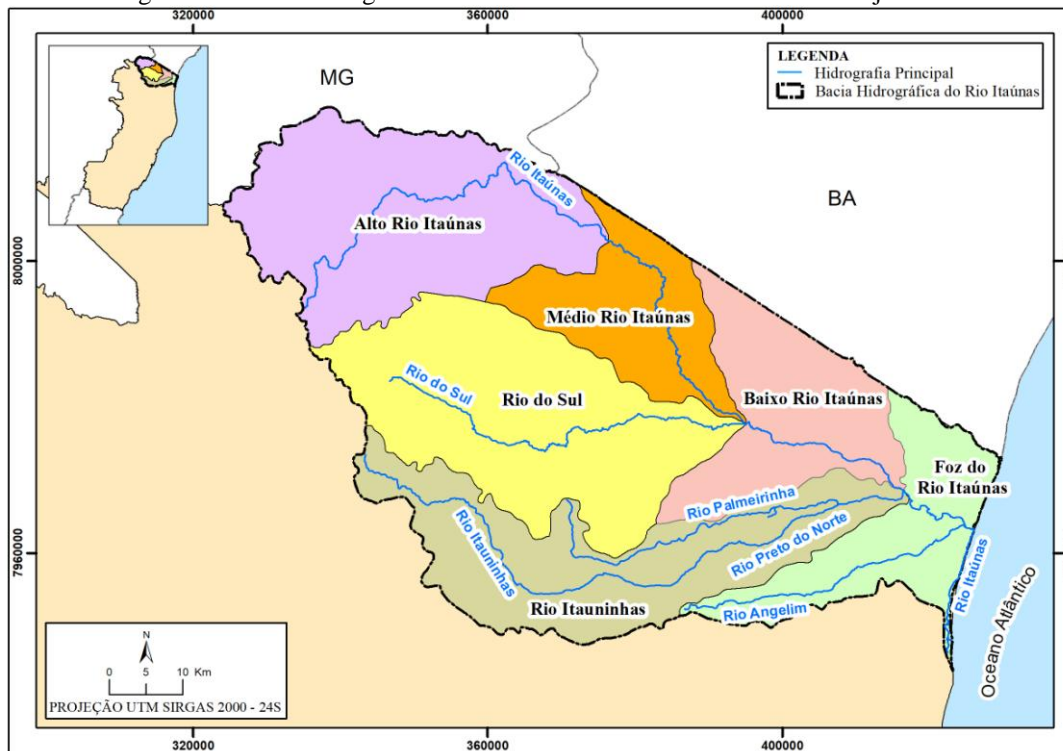 320000
360000
400000
MG
LEGENDA
Hidrografia Principal
Bacia Hidrográfica do Rio Itaúnas
BA
Rio Itaúnas
Alto Rio Itaúnas
8000000
8000000
Médio Rio Itaúnas
Rio do Sul
Rio do Sul
Baixo Rio Itaúnas
Foz do
Rio Itaúnas
Rio Palmeirinha
Rio Itauninhas
Rio Preto do Norte
7960000
7960000
Rio Itaúnas
Rio Itauninhas
Rio Angelim
Oceano Atlântico
N
0 5 10 Km
PROJEÇÃO UTM SIRGAS 2000 - 24S
320000
360000
400000